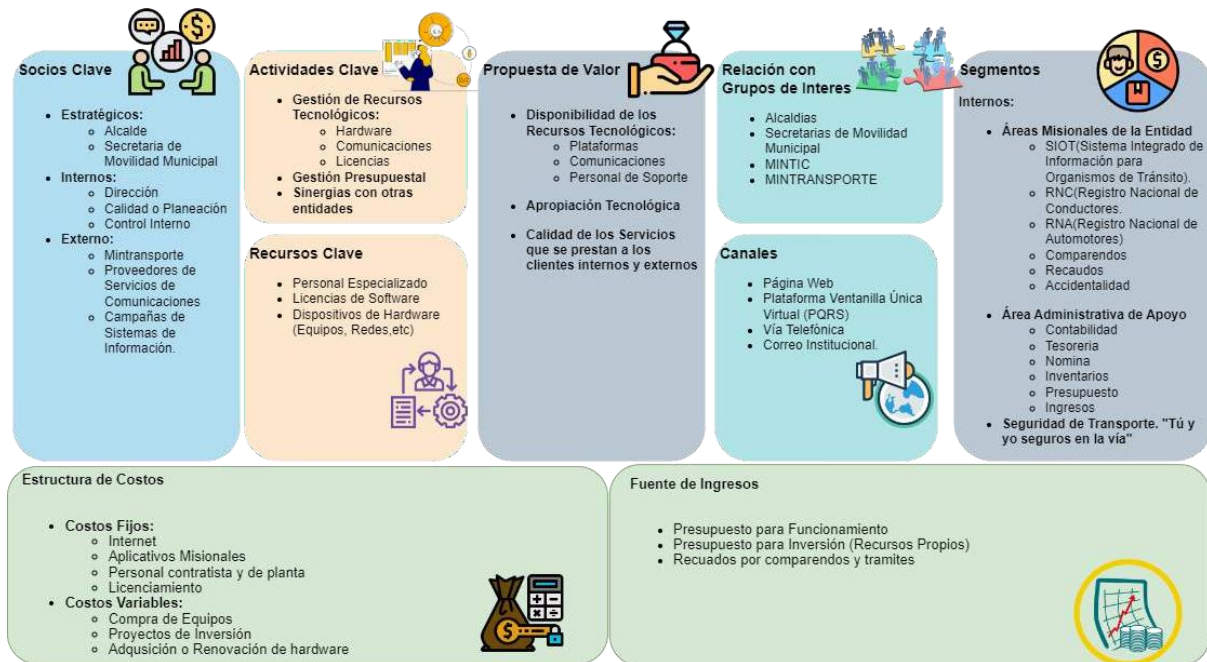 Socios Clave
• Estratégicos:
○ Alcalde
○ Secretaria de
Movilidad Municipal
• Internos:
○ Dirección
○ Calidad o Planeación
○ Control Interno
• Externo:
○ Mintransporte
○ Proveedores de
Servicios de
Comunicaciones
○ Campañas de
Sistemas de
Información.
Actividades Clave
• Gestión de Recursos
Tecnológicos:
○ Hardware
○ Comunicaciones
○ Licencias
• Gestión Presupuestal
• Sinergias con otras
entidades
Recursos Clave
• Personal Especializado
• Licencias de Software
• Dispositivos de Hardware
(Equipos, Redes,etc)
Propuesta de Valor
• Disponibilidad de los
Recursos Tecnológicos:
○ Plataformas
○ Comunicaciones
○ Personal de Soporte
• Apropiación Tecnológica
• Calidad de los Servicios
que se prestan a los
clientes internos y externos
Relación con
Grupos de Interes
• Alcaldias
• Secretarias de Movilidad
Municipal
• MINTIC
• MINTRANSPORTE
Canales
• Página Web
• Plataforma Ventanilla Única
Virtual (PQRS)
• Vía Telefónica
• Correo Institucional.
Segmentos
Internos:
• Áreas Misionales de la Entidad
○ SIOT(Sistema Integrado de
Información para
Organismos de Tránsito).
○ RNC(Registro Nacional de
Conductores.
○ RNA(Registro Nacional de
Automotores)
○ Comparendos
○ Recaudos
○ Accidentalidad
• Área Administrativa de Apoyo
○ Contabilidad
○ Tesoreria
○ Nomina
○ Inventarios
○ Presupuesto
○ Ingresos
• Seguridad de Transporte. "Tú y
yo seguros en la vía"
Estructura de Costos
• Costos Fijos:
○ Internet
○ Aplicativos Misionales
○ Personal contratista y de planta
○ Licenciamiento
• Costos Variables:
○ Compra de Equipos
○ Proyectos de Inversión
○ Adqusición o Renovación de hardware
Fuente de Ingresos
• Presupuesto para Funcionamiento
• Presupuesto para Inversión (Recursos Propios)
• Recuados por comparendos y tramites